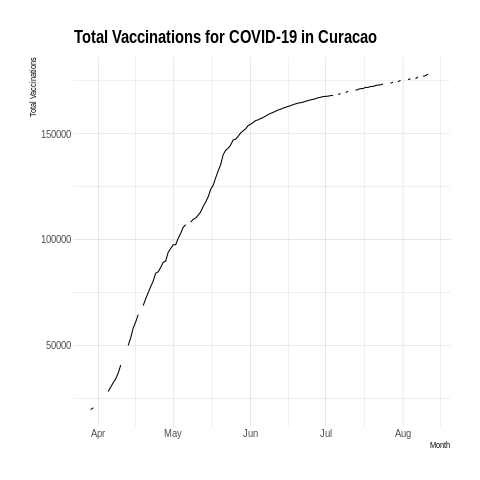 Total Vaccinations for COVID-19 in Curacao
Total Vaccinations
150000
100000
50000
Apr May Jun Jul Aug
Month